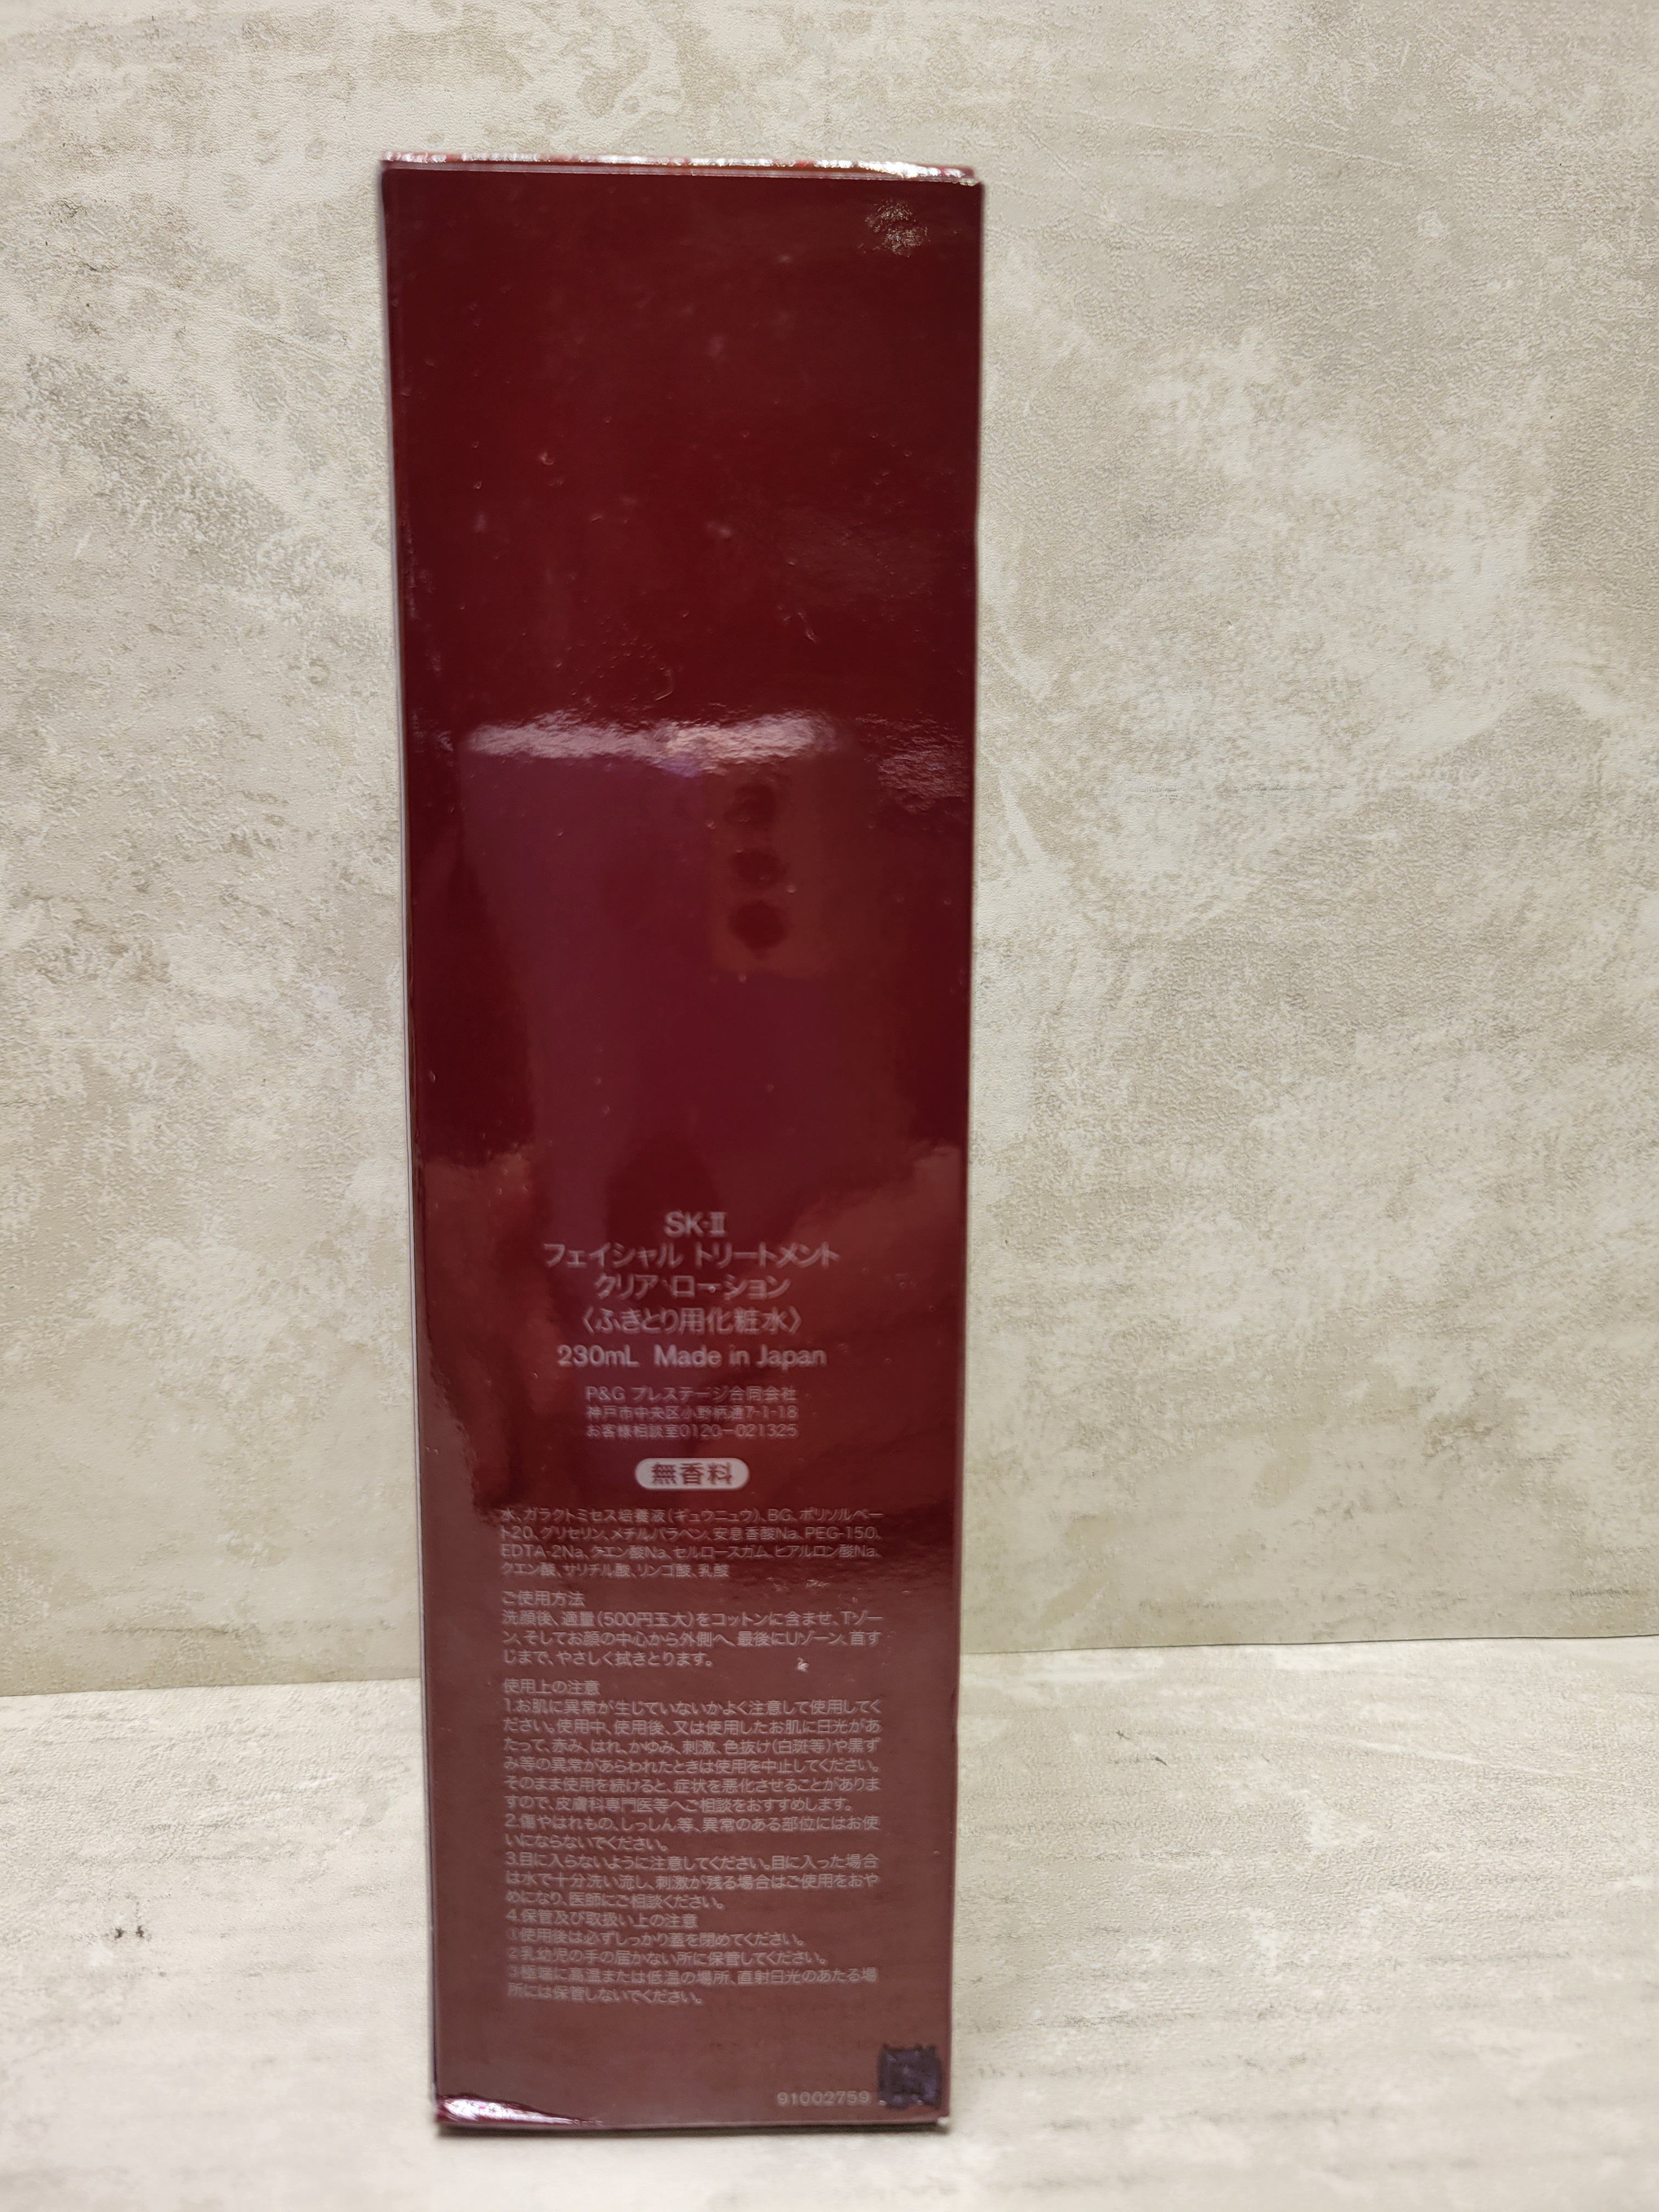 SK-II
フェイシャル トリートメント
クリア ローション
〈ふきとり用化粧水〉
230mL Made in Japan
P&G プレステージ合同会社
神戸市中央区小野柄通7-1-18
お客様相談室0120-021325
無香料
水、ガラクトミセス培養液(ギュウニュウ)、BG、ポリソルベー
ト20、グリセリン、メチルパラベン、安息香酸Na、PEG-150、
EDTA-2Na、クエン酸Na、セルロースガム、ヒアルロン酸Na、
クエン酸、サリチル酸、リンゴ酸、乳酸
ご使用方法
洗顔後、適量(500円玉大)をコットンに含ませ、Tゾー
ン、そしてお顔の中心から外側へ、最後にUゾーン、首す
じまで、やさしく拭きとります。
使用上の注意
1.お肌に異常が生じていないかよく注意して使用してく
ださい。使用中、使用後、又は使用したお肌に日光があ
たって、赤み、はれ、かゆみ、刺激、色抜け(白斑等)や黒ず
み等の異常があらわれたときは使用を中止してください。
そのまま使用を続けると、症状を悪化させることがありま
すので、皮膚科専門医等へご相談をおすすめします。
2.傷やはれもの、しっしん等、異常のある部位にはお使
いにならないでください。
3.目に入らないように注意してください。目に入った場合
は水で十分洗い流し、刺激が残る場合はご使用をおや
めになり、医師にご相談ください。
4.保管及び取扱い上の注意
①使用後は必ずしっかり蓋を閉めてください。
②乳幼児の手の届かない所に保管してください。
③極端に高温または低温の場所、直射日光のあたる場
所には保管しないでください。
91002759